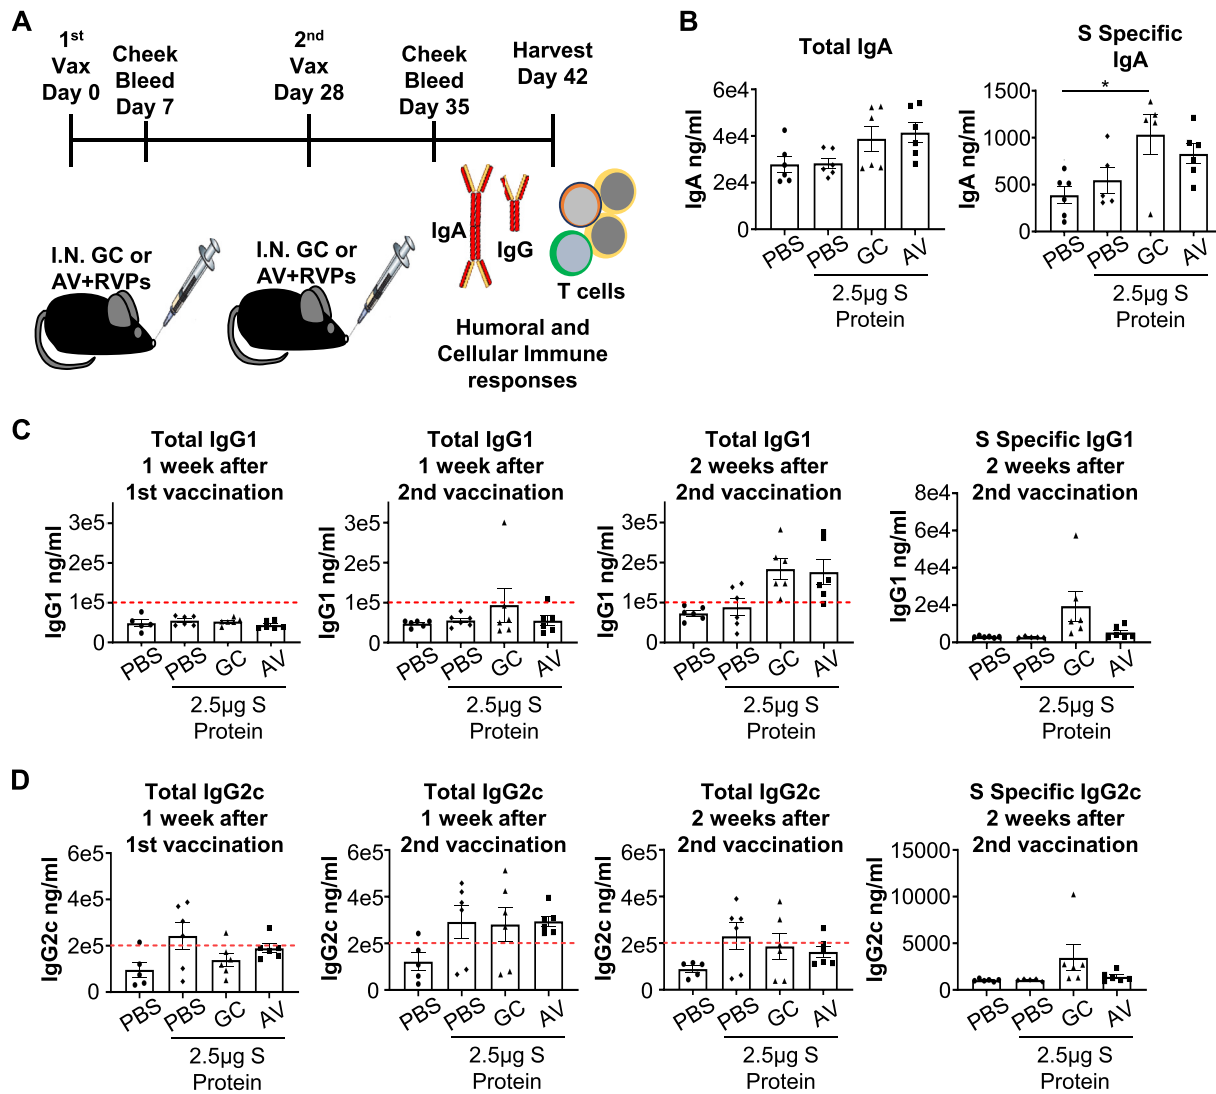 A
1st
Vax
Day 0
Cheek
Bleed
Day 7
2nd
Vax
Day 28
Cheek
Bleed
Day 35
Harvest
Day 42
I.N. GC or
AV+RVPs
I.N. GC or
AV+RVPs
IgA
IgG
T cells
Humoral and
Cellular Immune
responses
B
Total IgA
IgA ng/ml
6e4
4e4
2e4
0
PBS PBS GC AV
2.5µg S
Protein
S Specific
IgA
IgA ng/ml
1500
1000
500
0
*
PBS PBS GC AV
2.5µg S
Protein
C
Total IgG1
1 week after
1st vaccination
IgG1 ng/ml
3e5
2e5
1e5
0
PBS PBS GC AV
2.5µg S
Protein
Total IgG1
1 week after
2nd vaccination
IgG1 ng/ml
3e5
2e5
1e5
0
PBS PBS GC AV
2.5µg S
Protein
Total IgG1
2 weeks after
2nd vaccination
IgG1 ng/ml
3e5
2e5
1e5
0
PBS PBS GC AV
2.5µg S
Protein
S Specific IgG1
2 weeks after
2nd vaccination
IgG1 ng/ml
8e4
6e4
4e4
2e4
0
PBS PBS GC AV
2.5µg S
Protein
D
Total IgG2c
1 week after
1st vaccination
IgG2c ng/ml
6e5
4e5
2e5
0
PBS PBS GC AV
2.5µg S
Protein
Total IgG2c
1 week after
2nd vaccination
IgG2c ng/ml
6e5
4e5
2e5
0
PBS PBS GC AV
2.5µg S
Protein
Total IgG2c
2 weeks after
2nd vaccination
IgG2c ng/ml
6e5
4e5
2e5
0
PBS PBS GC AV
2.5µg S
Protein
S Specific IgG2c
2 weeks after
2nd vaccination
IgG2c ng/ml
15000
10000
5000
0
PBS PBS GC AV
2.5µg S
Protein